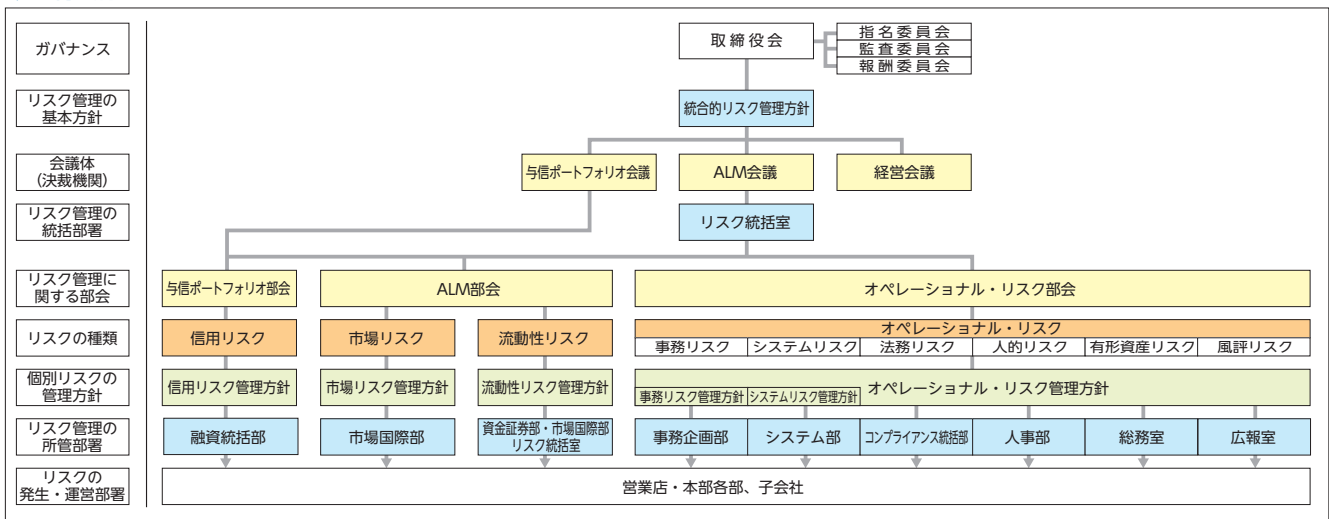 ガバナンス
取締役会
指名委員会
監査委員会
報酬委員会
リスク管理の
基本方針
統合的リスク管理方針
会議体
(決裁機関)
与信ポートフォリオ会議
ALM会議
経営会議
リスク管理の
統括部署
リスク統括室
リスク管理に
関する部会
与信ポートフォリオ部会
ALM部会
オペレーショナル・リスク部会
リスクの種類
信用リスク
市場リスク
流動性リスク
オペレーショナル・リスク
事務リスク
システムリスク
法務リスク
人的リスク
有形資産リスク
風評リスク
個別リスクの
管理方針
信用リスク管理方針
市場リスク管理方針
流動性リスク管理方針
オペレーショナル・リスク管理方針
事務リスク管理方針
システムリスク管理方針
リスク管理の
所管部署
融資統括部
市場国際部
資金証券部・市場国際部
リスク統括室
事務企画部
システム部
コンプライアンス統括部
人事部
総務室
広報室
リスクの
発生・運営部署
営業店・本部各部、子会社